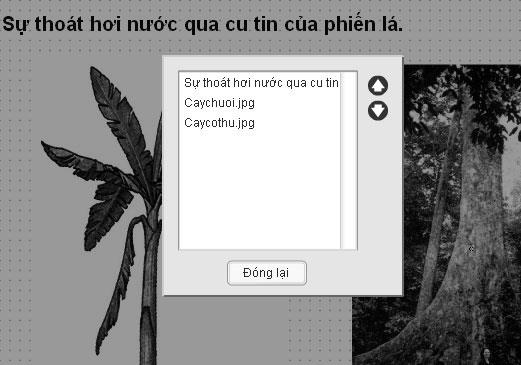 Sự thoát hơi nước qua cu tin của phiến lá.
Sự thoát hơi nước qua cu tin
Caychuoi.jpg
Caycothu.jpg
Đóng lại